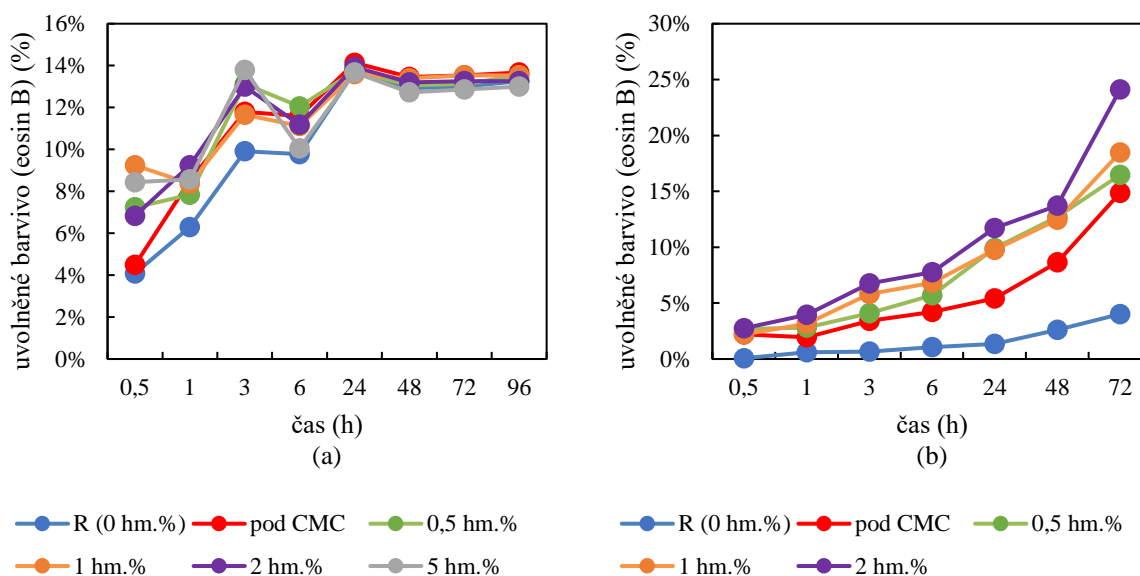 uvolněné barvivo (eosin B) (%)
16%
14%
12%
10%
8%
6%
4%
2%
0%
0,5 1 3 6 24 48 72 96
čas (h)
(a)
uvolněné barvivo (eosin B) (%)
30%
25%
20%
15%
10%
5%
0%
0,5 1 3 6 24 48 72
čas (h)
(b)
R (0 hm.%) pod CMC 0,5 hm.%
1 hm.% 2 hm.% 5 hm.%
R (0 hm.%) pod CMC 0,5 hm.%
1 hm.% 2 hm.%